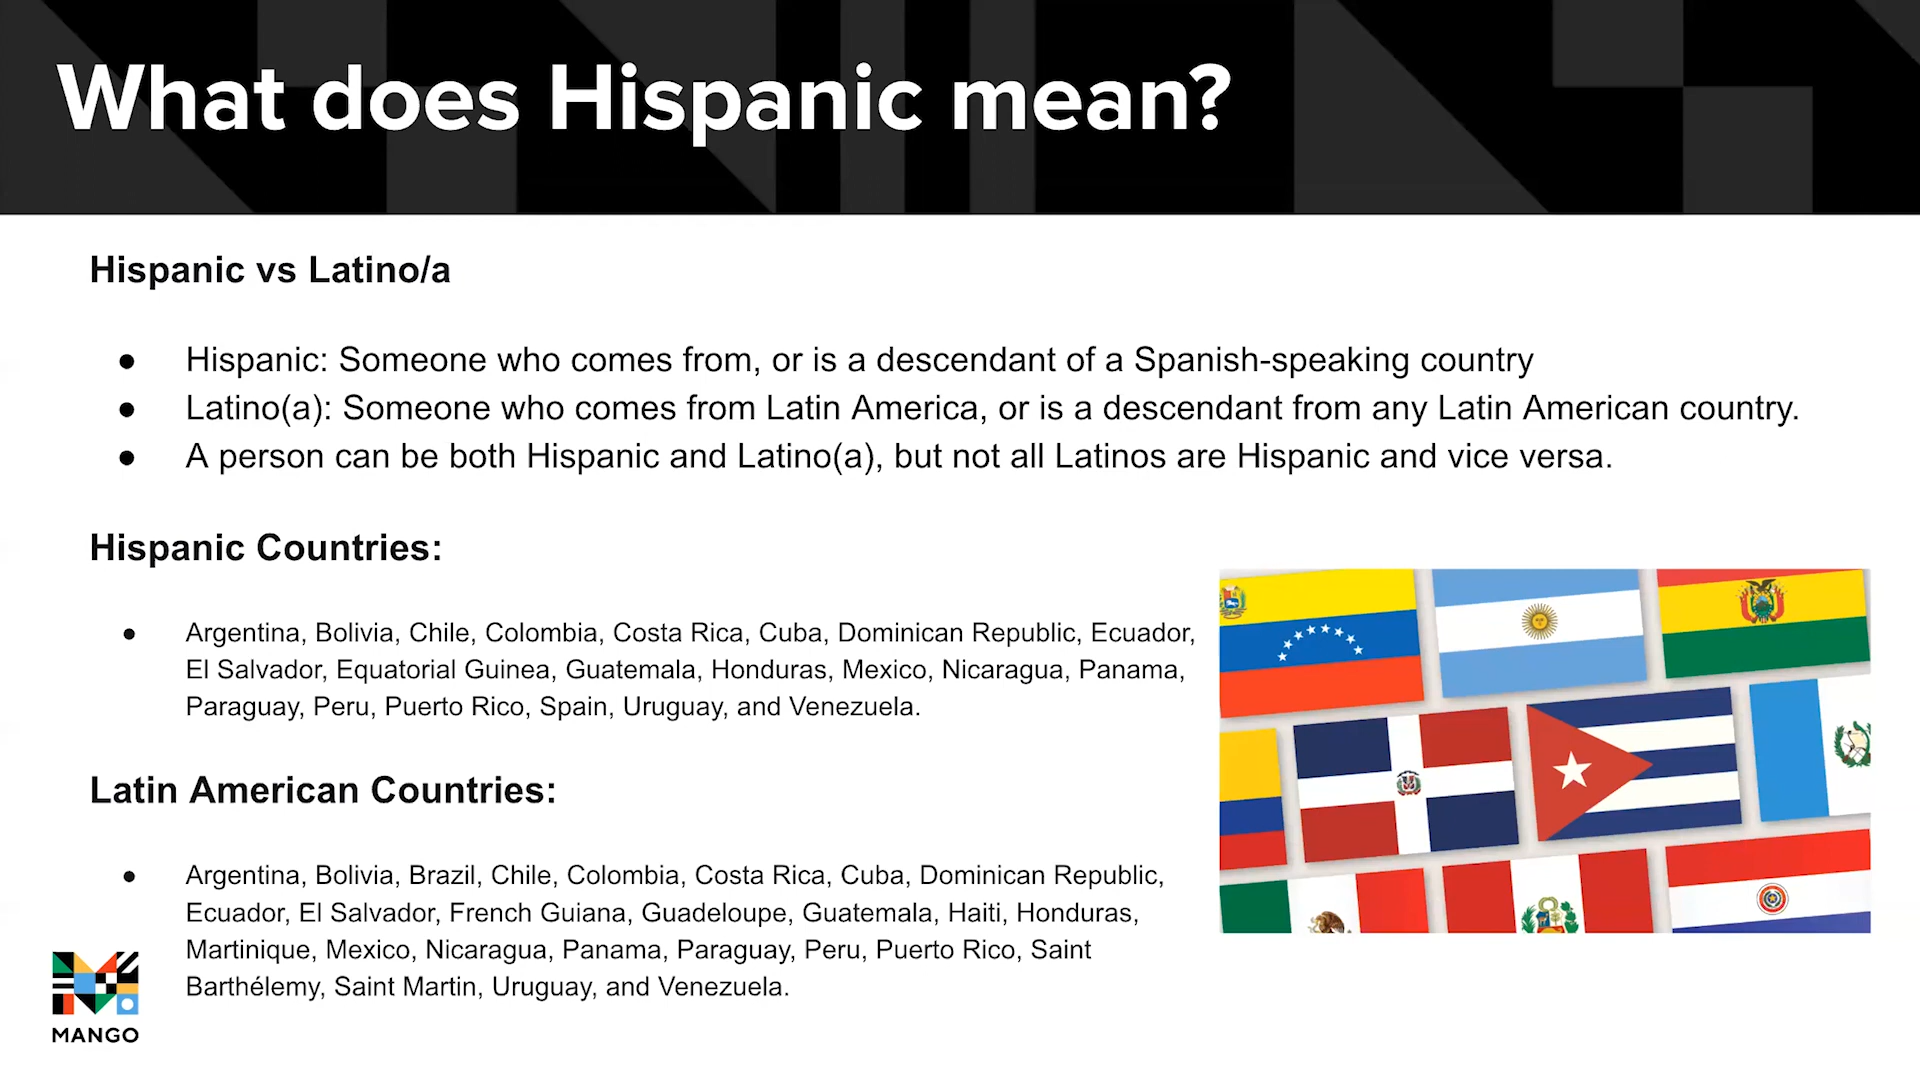 What does Hispanic mean?
Hispanic vs Latino/a
● Hispanic: Someone who comes from, or is a descendant of a Spanish-speaking country
● Latino(a): Someone who comes from Latin America, or is a descendant from any Latin American country.
● A person can be both Hispanic and Latino(a), but not all Latinos are Hispanic and vice versa.
Hispanic Countries:
● Argentina, Bolivia, Chile, Colombia, Costa Rica, Cuba, Dominican Republic, Ecuador,
El Salvador, Equatorial Guinea, Guatemala, Honduras, Mexico, Nicaragua, Panama,
Paraguay, Peru, Puerto Rico, Spain, Uruguay, and Venezuela.
Latin American Countries:
● Argentina, Bolivia, Brazil, Chile, Colombia, Costa Rica, Cuba, Dominican Republic,
Ecuador, El Salvador, French Guiana, Guadeloupe, Guatemala, Haiti, Honduras,
Martinique, Mexico, Nicaragua, Panama, Paraguay, Peru, Puerto Rico, Saint
Barthélemy, Saint Martin, Uruguay, and Venezuela.
MANGO